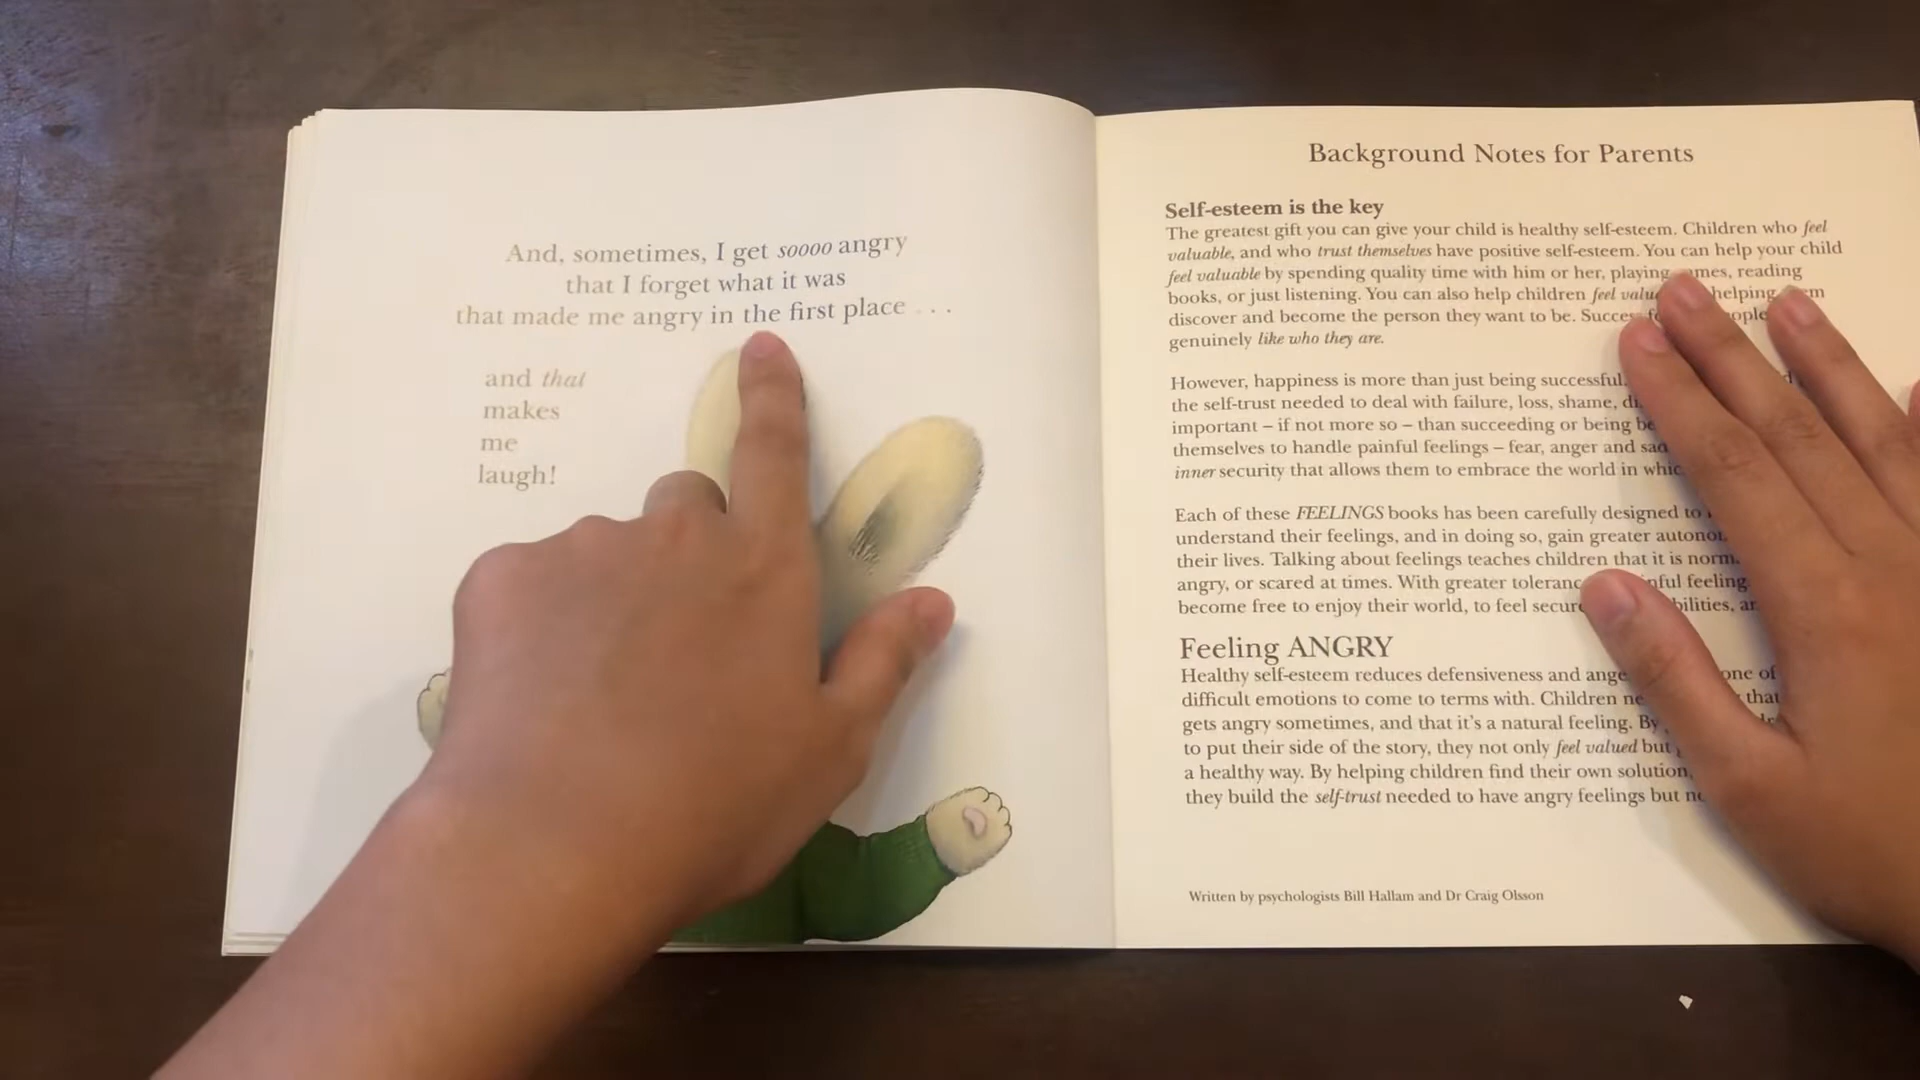 And, sometimes, I get soooo angry
that I forget what it was
that made me angry in the first place . . .
and that
makes
me
laugh!
Background Notes for Parents
Self-esteem is the key
The greatest gift you can give your child is healthy self-esteem. Children who feel
valuable, and who trust themselves have positive self-esteem. You can help your child
feel valuable by spending quality time with him or her, playing reading
books, or just listening. You can also help children feel helping
discover and become the person they want to be.
genuinely like who they are.
However, happiness is more than just being successful.
the self-trust needed to deal with failure, loss, shame,
important – if not more so – than succeeding or being
themselves to handle painful feelings – fear, anger and
inner security that allows them to embrace the world in
Each of these FEELINGS books has been carefully designed to
understand their feelings, and in doing so, gain greater
their lives. Talking about feelings teaches children that it is
angry, or scared at times. With greater
become free to enjoy their world, to feel
Feeling ANGRY
Healthy self-esteem reduces defensiveness and one of
difficult emotions to come to terms with. Children that
gets angry sometimes, and that it's a natural feeling. By
to put their side of the story, they not only feel valued but
a healthy way. By helping children find their own
they build the self-trust needed to have angry feelings but
Written by psychologists Bill Hallam and Dr Craig Olsson